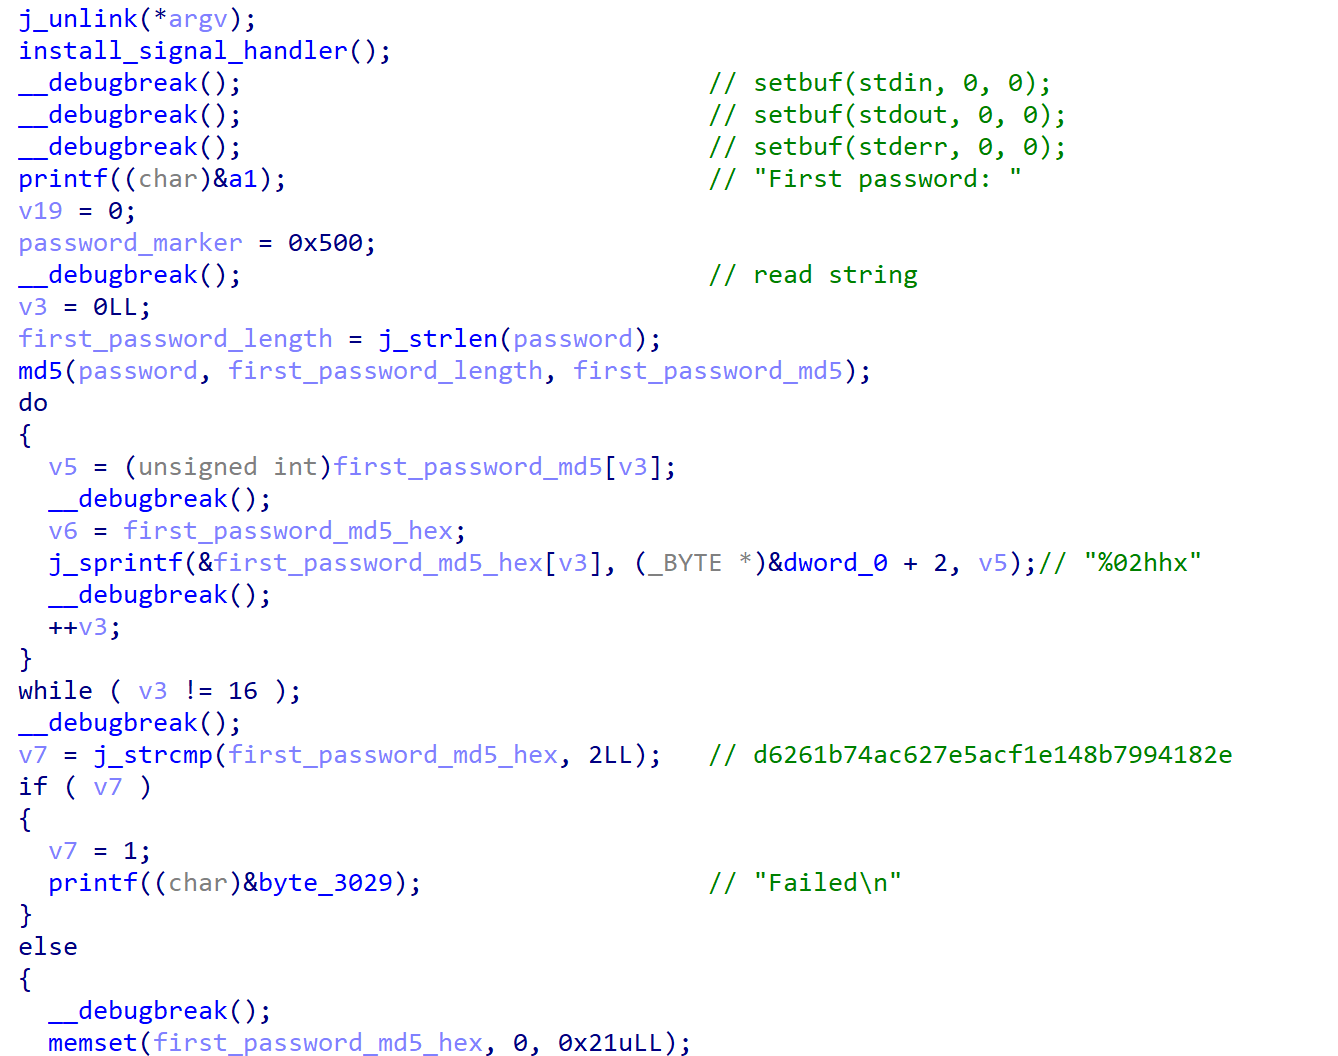 j_unlink(*argv);
install_signal_handler();
__debugbreak(); // setbuf(stdin, 0, 0);
__debugbreak(); // setbuf(stdout, 0, 0);
__debugbreak(); // setbuf(stderr, 0, 0);
printf((char)&a1); // "First password: "
v19 = 0;
password_marker = 0x500;
__debugbreak(); // read string
v3 = 0LL;
first_password_length = j_strlen(password);
md5(password, first_password_length, first_password_md5);
do
{
v5 = (unsigned int)first_password_md5[v3];
__debugbreak();
v6 = first_password_md5_hex;
j_sprintf(&first_password_md5_hex[v3], (_BYTE *)&dword_0 + 2, v5);// "%02hhx"
__debugbreak();
++v3;
}
while ( v3 != 16 );
__debugbreak();
v7 = j_strcmp(first_password_md5_hex, 2LL); // d6261b74ac627e5acf1e148b7994182e
if ( v7 )
{
v7 = 1;
printf((char)&byte_3029); // "Failed\n"
}
else
{
__debugbreak();
memset(first_password_md5_hex, 0, 0x21uLL);